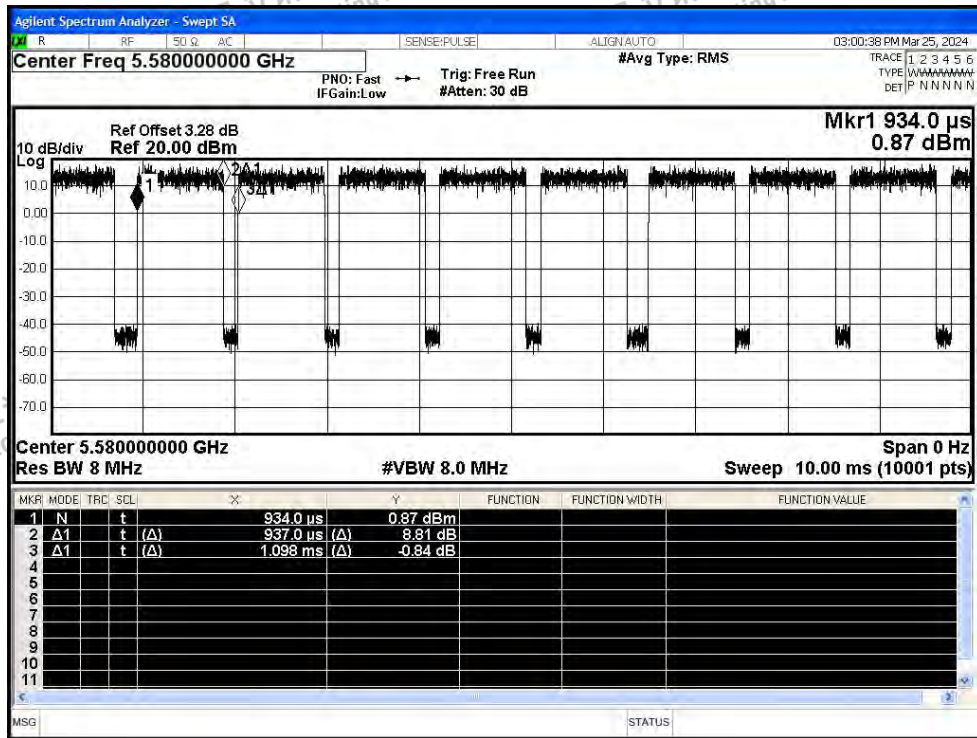 Agilent Spectrum Analyzer - Swept SA
LXI R RF 50 Ω AC SENSE:PULSE ALIGN AUTO 03:00:38 PM Mar 25, 2024
Center Freq 5.580000000 GHz #Avg Type: RMS TRACE 1 2 3 4 5 6
PNO: Fast Trig: Free Run TYPE WWWWWW
IFGain:Low #Atten: 30 dB DET P N N N N N
Mkr1 934.0 µs
Ref Offset 3.28 dB
10 dB/div Ref 20.00 dBm 0.87 dBm
Log
10.0
0.00
-10.0
-20.0
-30.0
-40.0
-50.0
-60.0
-70.0
1
2Δ1
3Δ1
Center 5.580000000 GHz Span 0 Hz
Res BW 8 MHz #VBW 8.0 MHz Sweep 10.00 ms (10001 pts)
MKR MODE TRC SCL X Y FUNCTION FUNCTION WIDTH FUNCTION VALUE
1 N t 934.0 µs 0.87 dBm
2 Δ1 t (Δ) 937.0 µs (Δ) 8.81 dB
3 Δ1 t (Δ) 1.098 ms (Δ) -0.84 dB
4
5
6
7
8
9
10
11
MSG STATUS